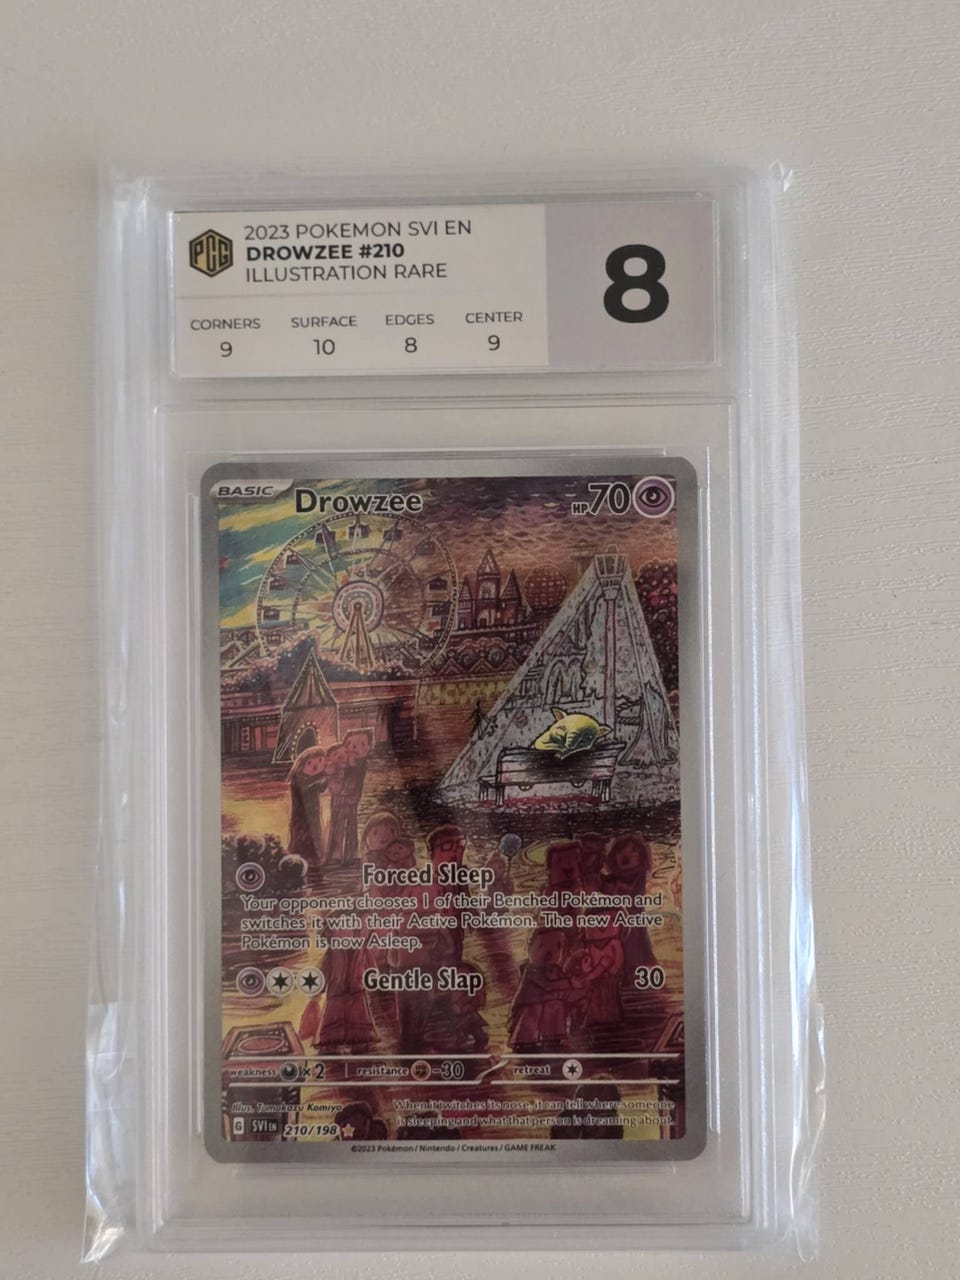 PCG
2023 POKEMON SVI EN
DROWZEE #210
ILLUSTRATION RARE
CORNERS SURFACE EDGES CENTER
9 10 8 9
8
BASIC Drowzee HP70
Forced Sleep
Your opponent chooses 1 of their Benched Pokémon and
switches it with their Active Pokémon. The new Active
Pokémon is now Asleep.
Gentle Slap 30
weakness ×2 resistance -30 retreat
Illus. Tomokazu Komiya
When it twitches its nose, it can tell where someone
is sleeping and what that person is dreaming about.
G SVI EN 210/198
©2023 Pokémon / Nintendo / Creatures / GAME FREAK